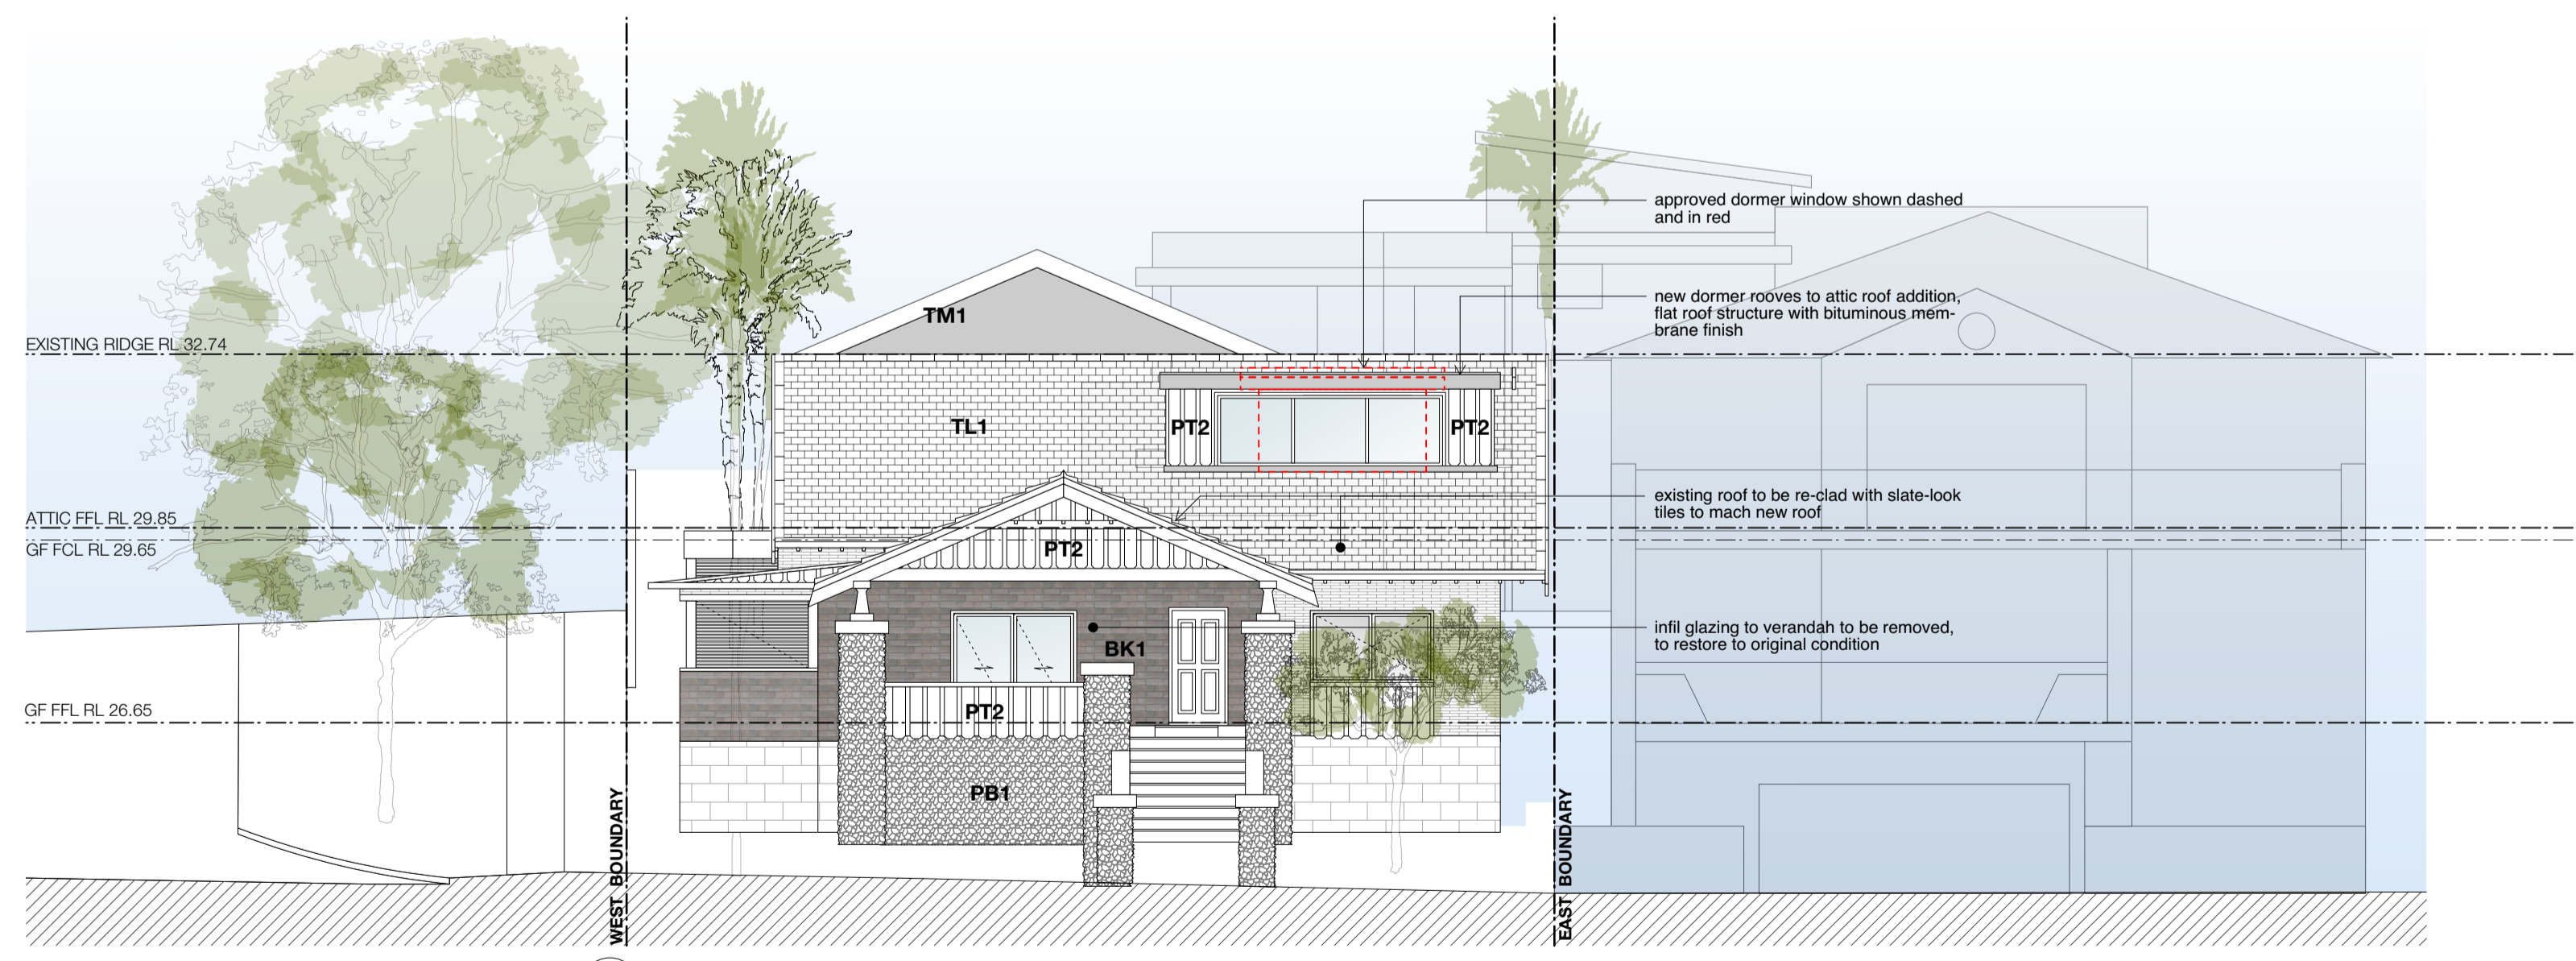 approved dormer window shown dashed
and in red
new dormer rooves to attic roof addition,
flat roof structure with bituminous mem-
brane finish
TM1
EXISTING RIDGE RL 32.74
TL1
PT2
PT2
existing roof to be re-clad with slate-look
tiles to mach new roof
ATTIC FFL RL 29.85
GF FCL RL 29.65
PT2
infil glazing to verandah to be removed,
to restore to original condition
BK1
GF FFL RL 26.65
PT2
PB1
WEST BOUNDARY
EAST BOUNDARY